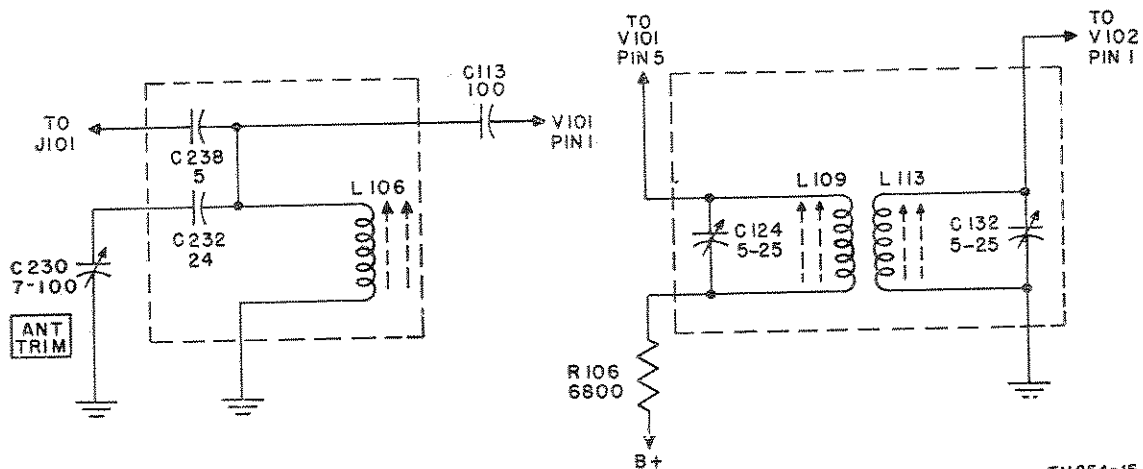 TO
J101
C238
5
C232
24
C230
7-100
ANT
TRIM
L106
C113
100
V101
PIN 1
TO
V101
PIN 5
C124
5-25
L109
L113
C132
5-25
TO
V102
PIN 1
R106
6800
B+